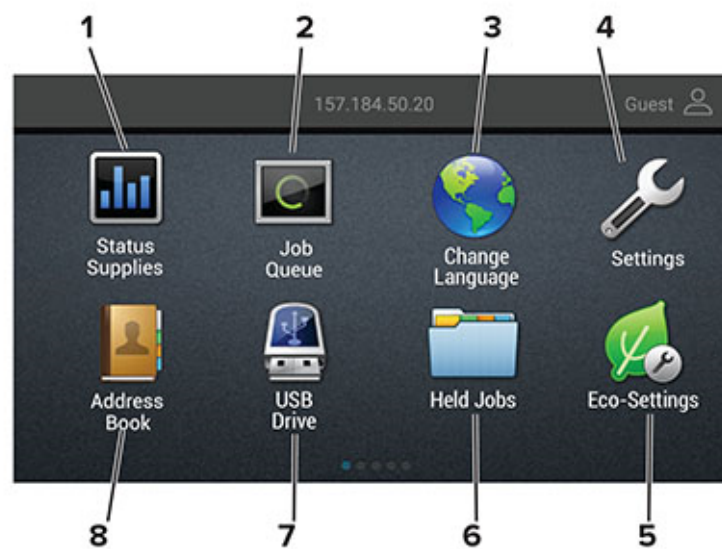 1 2 3 4
157.184.50.20 Guest
Status
Supplies
Job
Queue
Change
Language
Settings
Address
Book
USB
Drive
Held Jobs
Eco-Settings
8 7 6 5